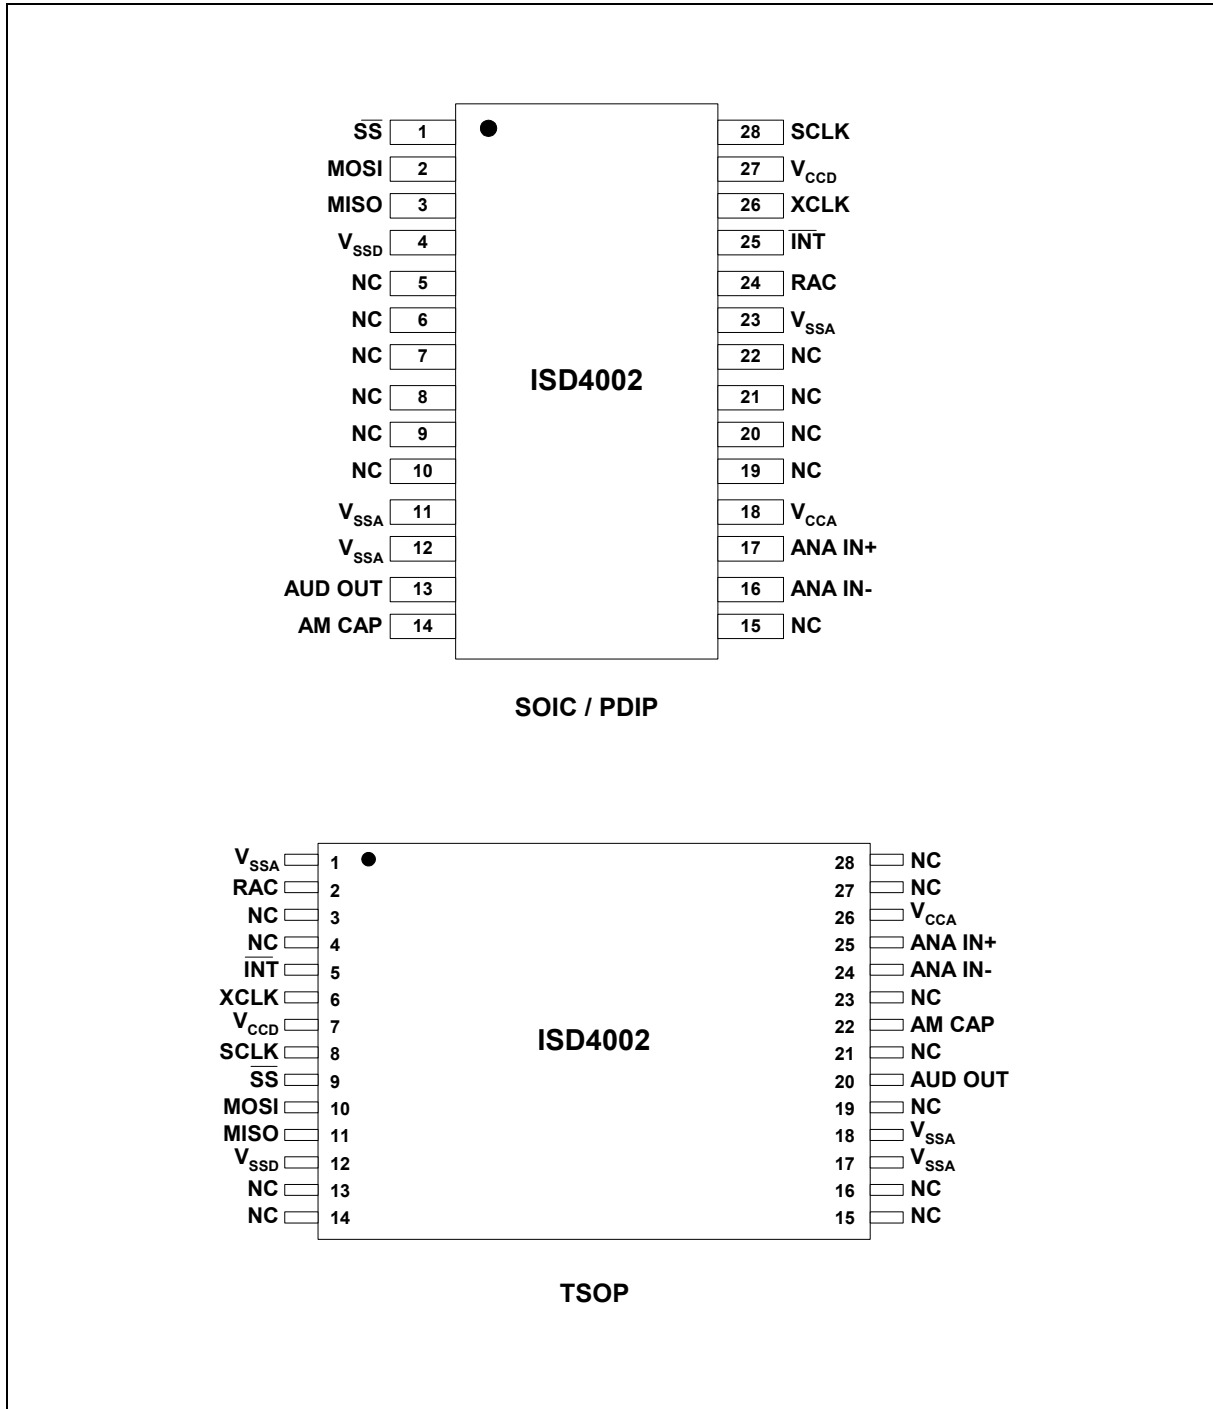 SS 1 28 SCLK
MOSI 2 27 VCCD
MISO 3 26 XCLK
VSSD 4 25 INT
NC 5 24 RAC
NC 6 23 VSSA
NC 7 22 NC
ISD4002
NC 8 21 NC
NC 9 20 NC
NC 10 19 NC
VSSA 11 18 VCCA
VSSA 12 17 ANA IN+
AUD OUT 13 16 ANA IN-
AM CAP 14 15 NC
SOIC / PDIP
VSSA 1 28 NC
RAC 2 27 NC
NC 3 26 VCCA
NC 4 25 ANA IN+
INT 5 24 ANA IN-
XCLK 6 23 NC
VCCD 7 22 AM CAP
ISD4002
SCLK 8 21 NC
SS 9 20 AUD OUT
MOSI 10 19 NC
MISO 11 18 VSSA
VSSD 12 17 VSSA
NC 13 16 NC
NC 14 15 NC
TSOP